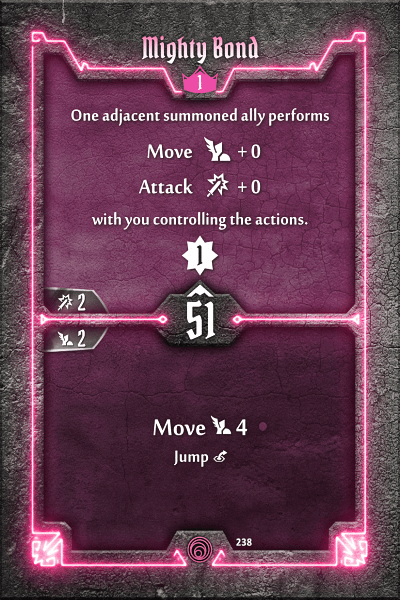 Mighty Bond
1
One adjacent summoned ally performs
Move +0
Attack +0
with you controlling the actions.
1
2
51
2
Move 4
Jump
238